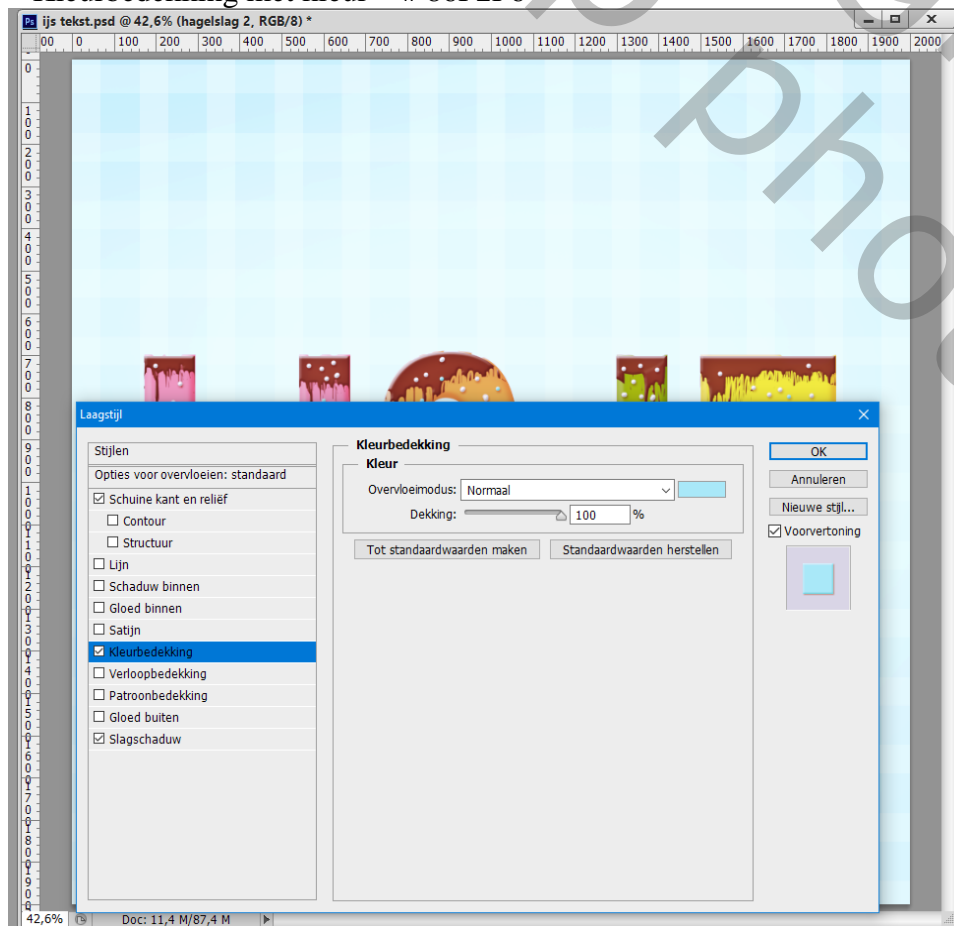 ijs tekst.psd @ 42,6% (hagelslag 2, RGB/8) *
00 0 100 200 300 400 500 600 700 800 900 1000 1100 1200 1300 1400 1500 1600 1700 1800 1900 2000
Laagstijl
Stijlen
Opties voor overvloeien: standaard
Schuine kant en reliëf
Contour
Structuur
Lijn
Schaduw binnen
Gloed binnen
Satijn
Kleurbedekking
Verloopbedekking
Patroonbedekking
Gloed buiten
Slagschaduw
Kleurbedekking
Kleur
Overvloeimodus: Normaal
Dekking: 100 %
Tot standaardwaarden maken Standaardwaarden herstellen
OK
Annuleren
Nieuwe stijl...
Voorvertoning
42,6% Doc: 11,4 M/87,4 M